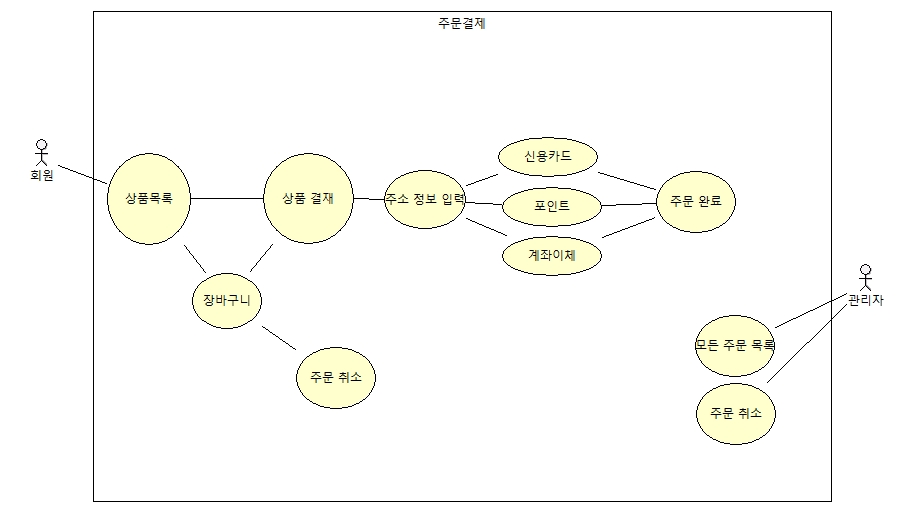 주문결제
회원
상품목록
상품 결재
주소 정보 입력
신용카드
포인트
계좌이체
주문 완료
장바구니
주문 취소
관리자
모든 주문 목록
주문 취소